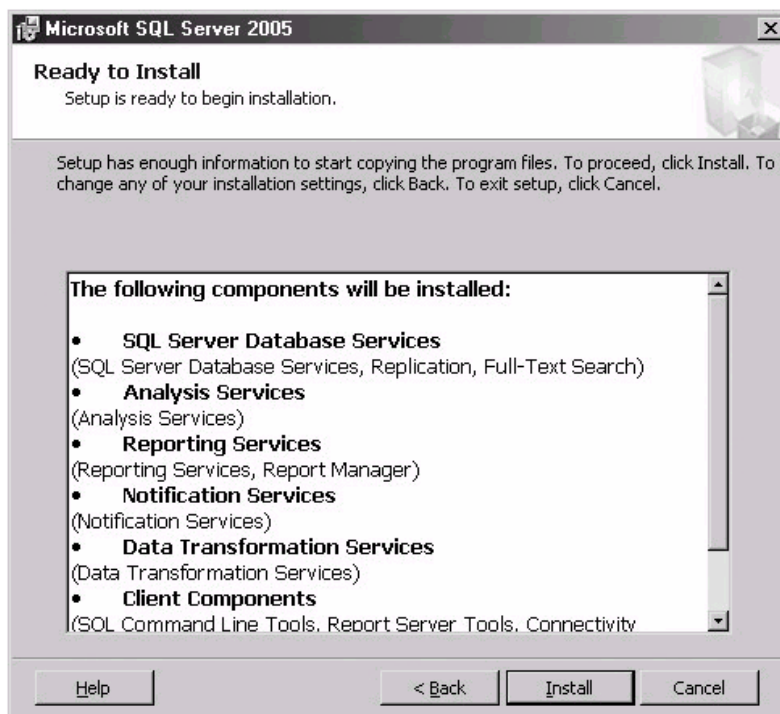 Microsoft SQL Server 2005
Ready to Install
Setup is ready to begin installation.
Setup has enough information to start copying the program files. To proceed, click Install. To
change any of your installation settings, click Back. To exit setup, click Cancel.
The following components will be installed:
• SQL Server Database Services
(SQL Server Database Services, Replication, Full-Text Search)
• Analysis Services
(Analysis Services)
• Reporting Services
(Reporting Services, Report Manager)
• Notification Services
(Notification Services)
• Data Transformation Services
(Data Transformation Services)
• Client Components
(SQL Command Line Tools, Report Server Tools, Connectivity
Help
< Back
Install
Cancel